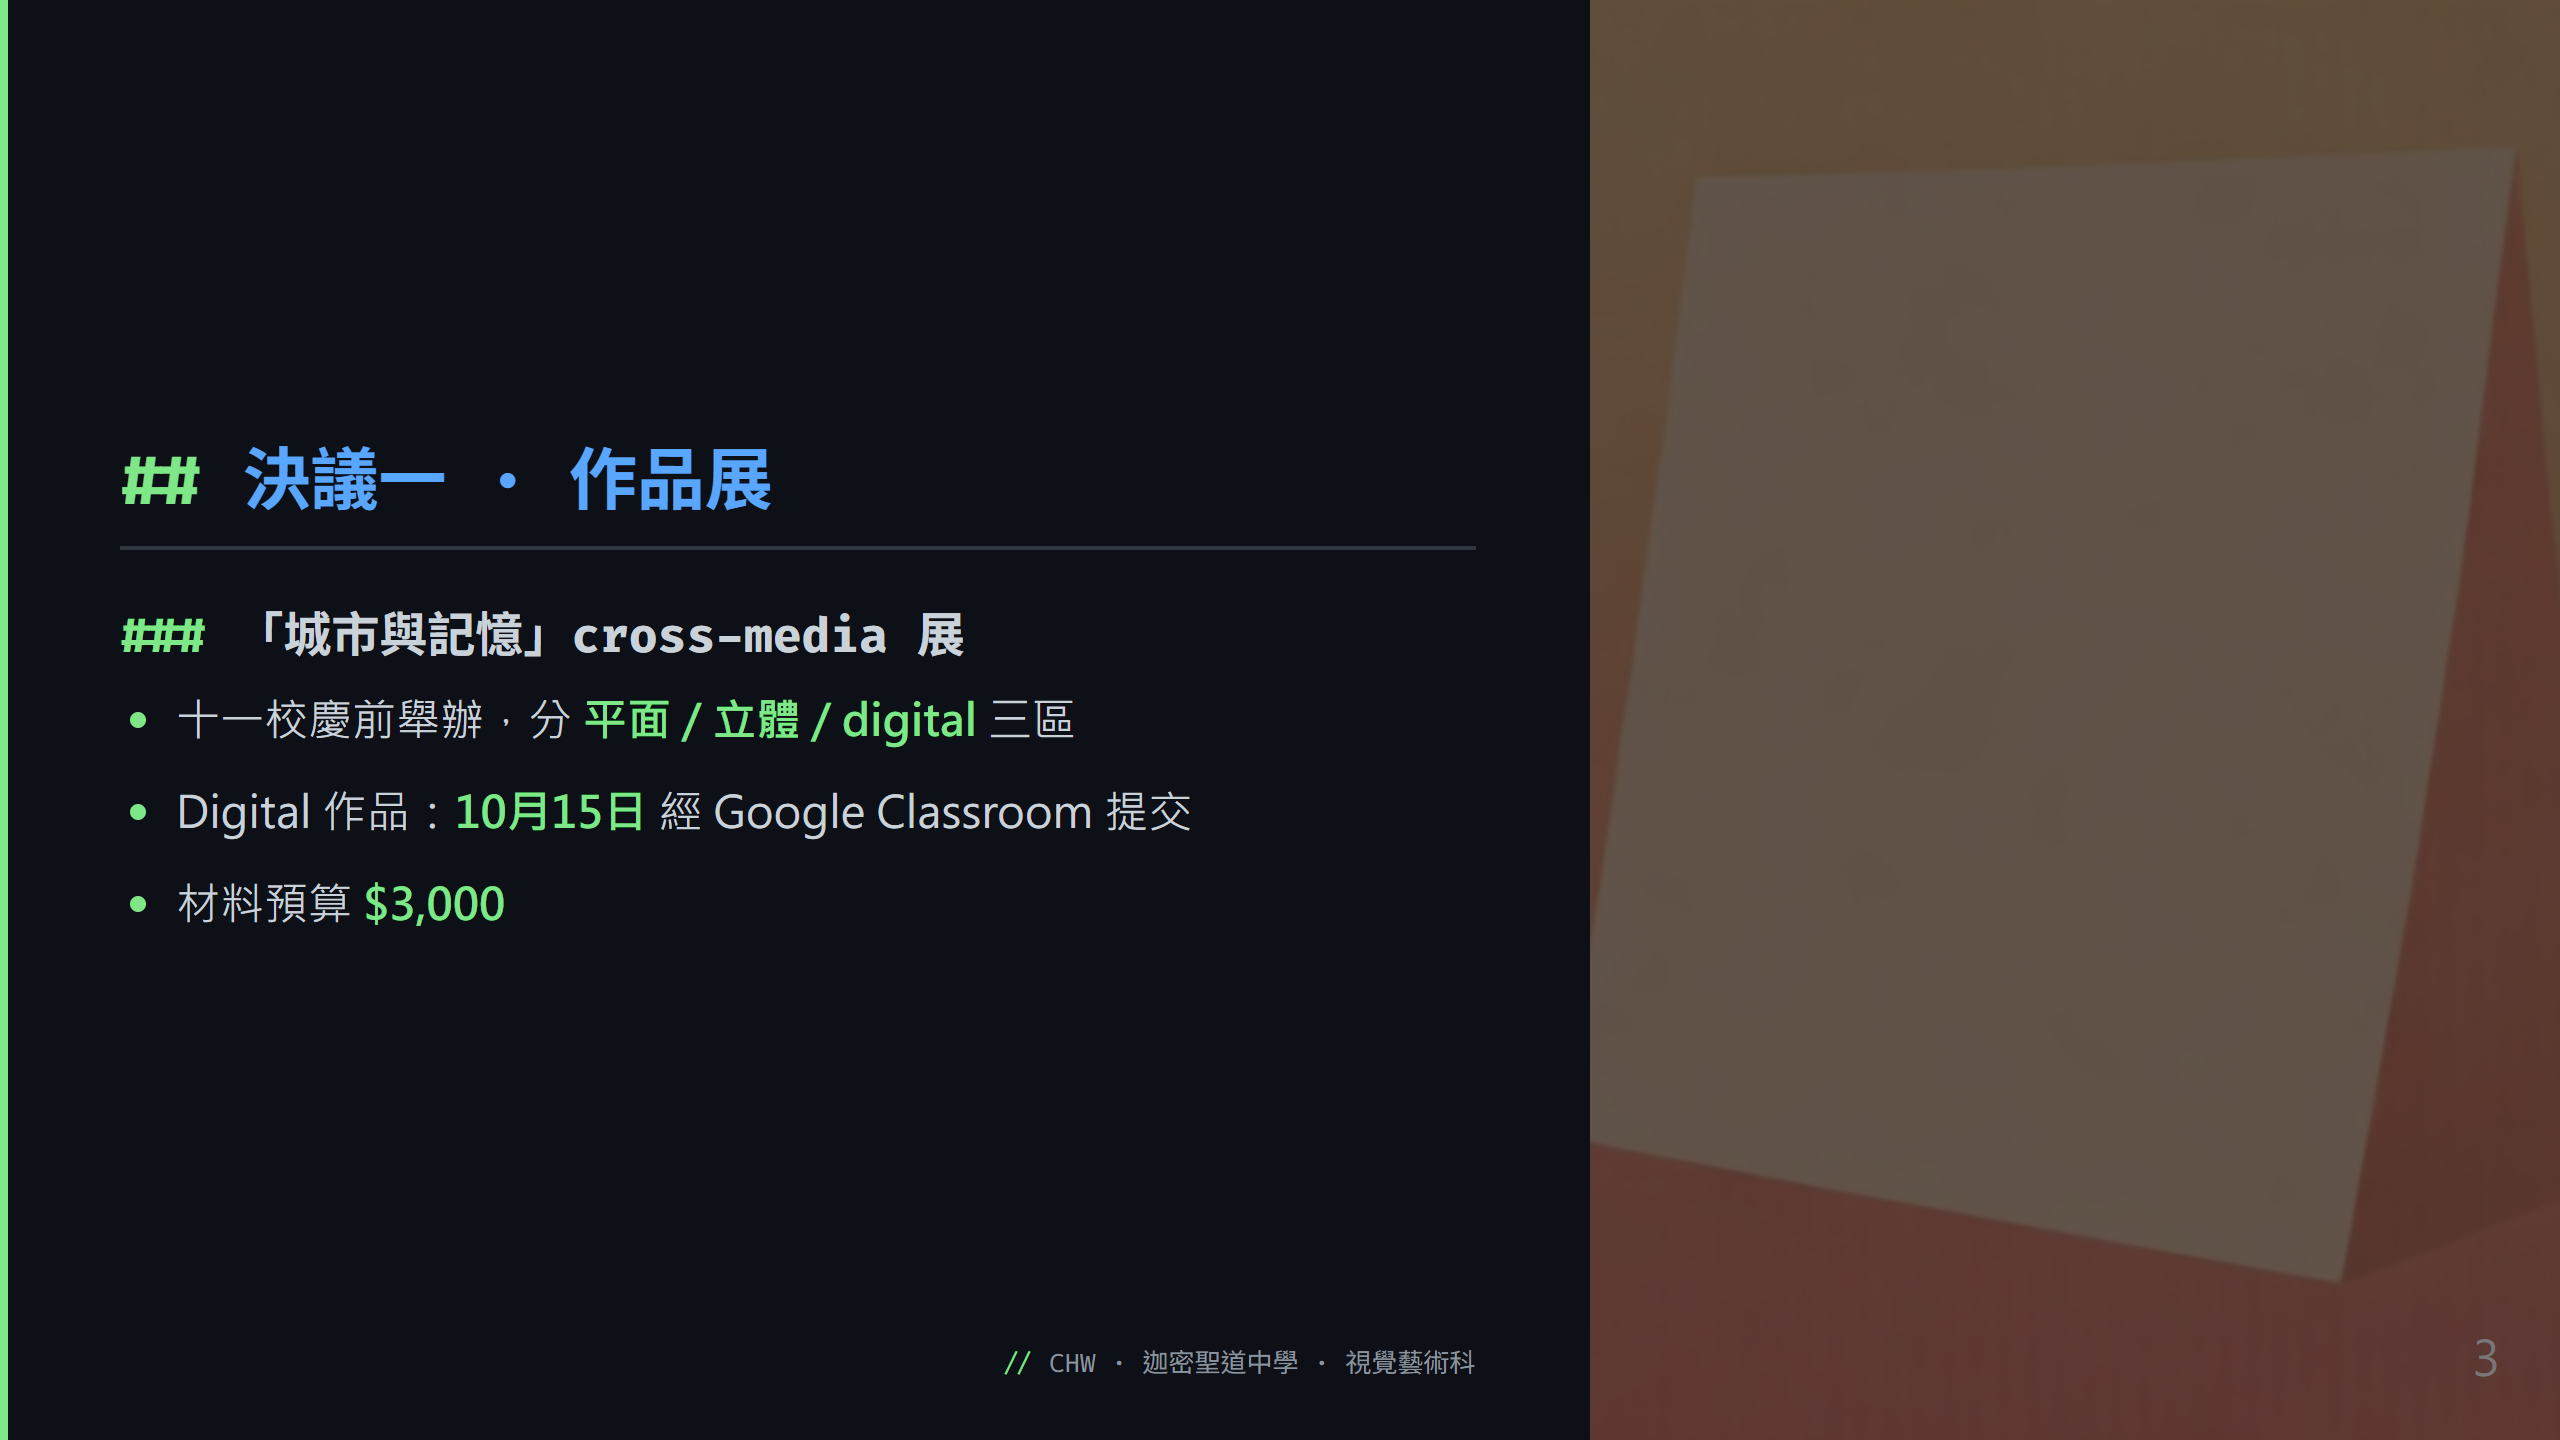 ## 決議一 · 作品展
### 「城市與記憶」cross-media 展
• 十一校慶前舉辦，分 平面 / 立體 / digital 三區
• Digital 作品：10月15日 經 Google Classroom 提交
• 材料預算 $3,000
// CHW · 迦密聖道中學 · 視覺藝術科
3